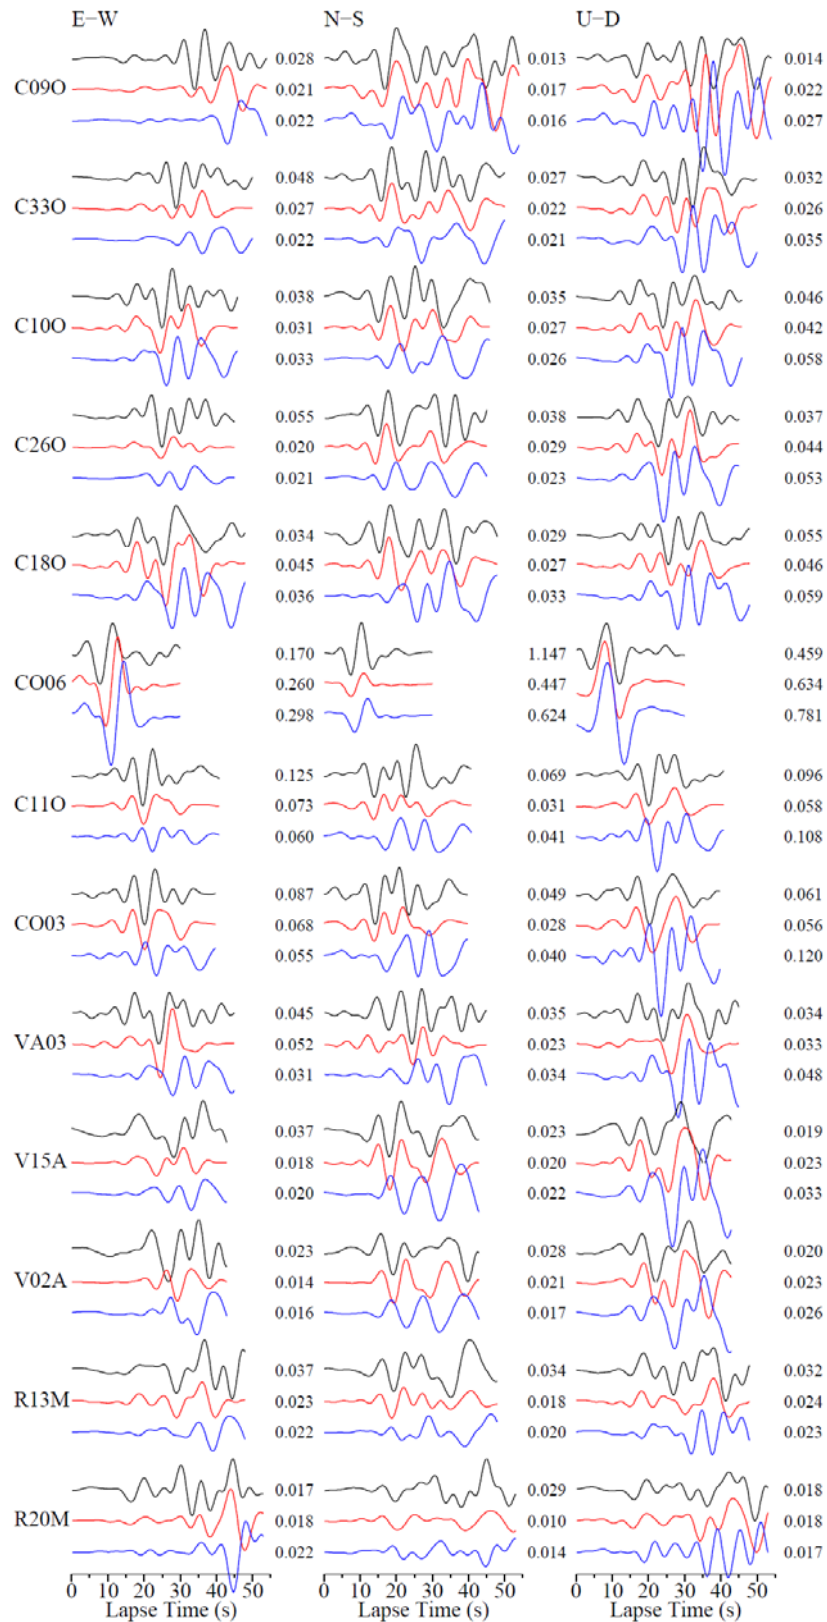 E−W N−S U−D
0.028 0.013 0.014
C09O 0.021 0.017 0.022
0.022 0.016 0.027
0.048 0.027 0.032
C33O 0.027 0.022 0.026
0.022 0.021 0.035
0.038 0.035 0.046
C10O 0.031 0.027 0.042
0.033 0.026 0.058
0.055 0.038 0.037
C26O 0.020 0.029 0.044
0.021 0.023 0.053
0.034 0.029 0.055
C18O 0.045 0.027 0.046
0.036 0.033 0.059
0.170 1.147 0.459
CO06 0.260 0.447 0.634
0.298 0.624 0.781
0.125 0.069 0.096
C11O 0.073 0.031 0.058
0.060 0.041 0.108
0.087 0.049 0.061
CO03 0.068 0.028 0.056
0.055 0.040 0.120
0.045 0.035 0.034
VA03 0.052 0.023 0.033
0.031 0.034 0.048
0.037 0.023 0.019
V15A 0.018 0.020 0.023
0.020 0.022 0.033
0.023 0.028 0.020
V02A 0.014 0.021 0.023
0.016 0.017 0.026
0.037 0.034 0.032
R13M 0.023 0.018 0.024
0.022 0.020 0.023
0.017 0.029 0.018
R20M 0.018 0.010 0.018
0.022 0.014 0.017
0 10 20 30 40 50 0 10 20 30 40 50 0 10 20 30 40 50
Lapse Time (s) Lapse Time (s) Lapse Time (s)